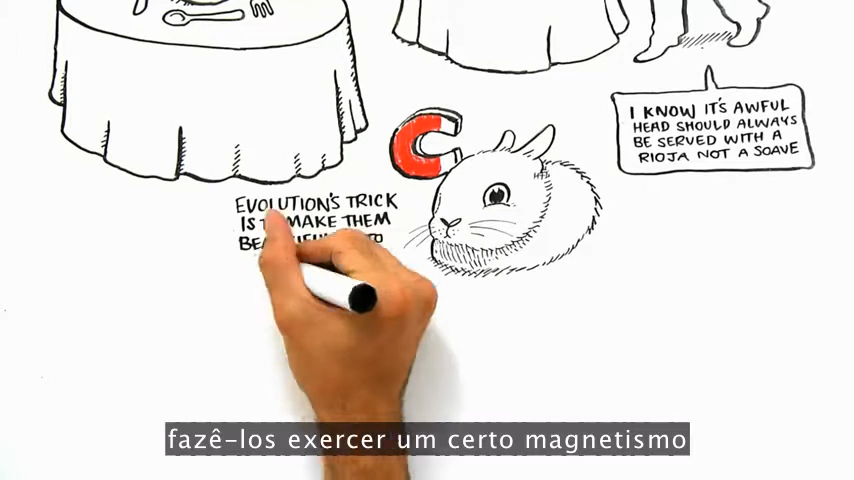 I KNOW IT'S AWFUL
HEAD SHOULD ALWAYS
BE SERVED WITH A
RIOJA NOT A SOAVE
EVOLUTION'S TRICK
IS MAKE THEM
fazê-los exercer um certo magnetismo